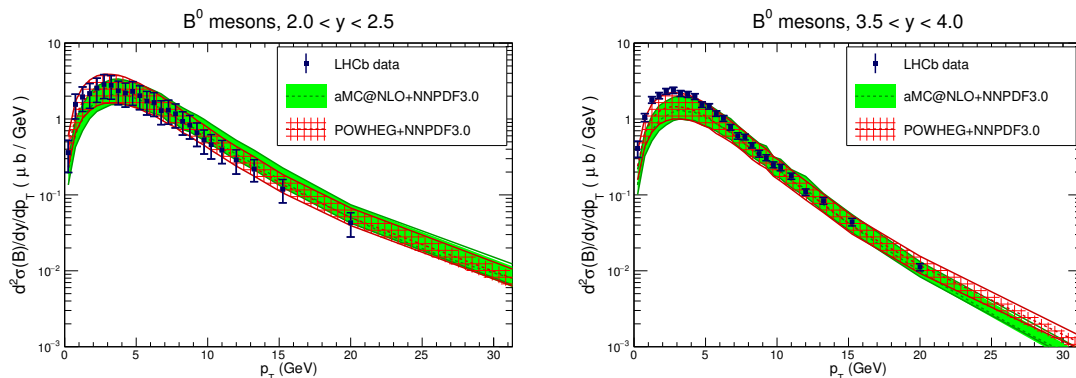 B⁰ mesons, 2.0 < y < 2.5
d²σ(B)/dy/dp_T ( μ b / GeV )
10
1
10⁻¹
10⁻²
10⁻³
LHCb data
aMC@NLO+NNPDF3.0
POWHEG+NNPDF3.0
0 5 10 15 20 25 30
p_T (GeV)
B⁰ mesons, 3.5 < y < 4.0
d²σ(B)/dy/dp_T ( μ b / GeV )
10
1
10⁻¹
10⁻²
10⁻³
LHCb data
aMC@NLO+NNPDF3.0
POWHEG+NNPDF3.0
0 5 10 15 20 25 30
p_T (GeV)